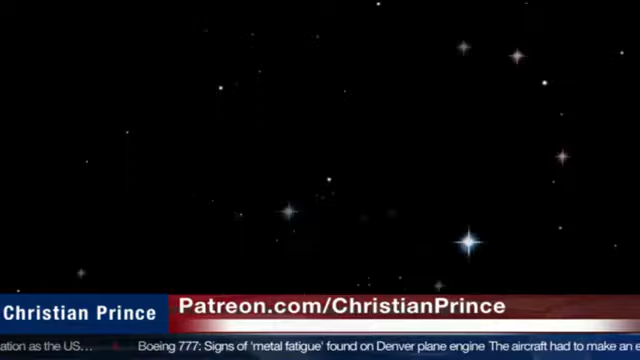 Christian Prince
Patreon.com/ChristianPrince
ation as the US... Boeing 777: Signs of 'metal fatigue' found on Denver plane engine The aircraft had to make an e